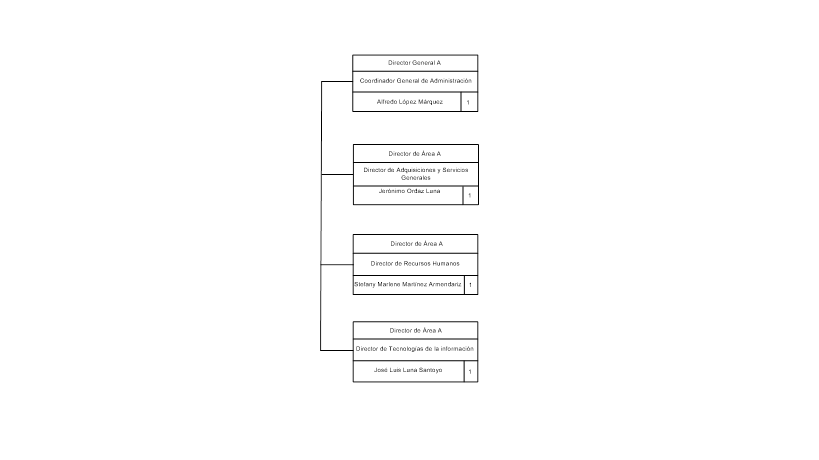 Director General A
Coordinador General de Administración
Alfredo López Márquez 1
Director de Área A
Director de Adquisiciones y Servicios
Generales
Jerónimo Ordaz Luna 1
Director de Área A
Director de Recursos Humanos
Stefany Marlene Martínez Armendariz 1
Director de Área A
Director de Tecnologías de la información
José Luis Luna Santoyo 1